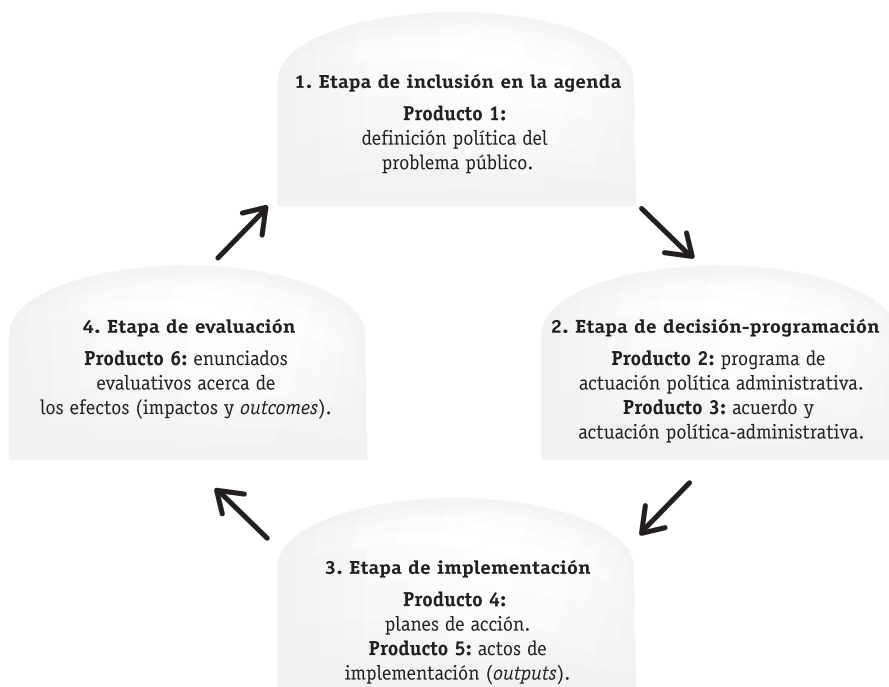 1. Etapa de inclusión en la agenda
Producto 1:
definición política del
problema público.
4. Etapa de evaluación
Producto 6: enunciados
evaluativos acerca de
los efectos (impactos y outcomes).
2. Etapa de decisión-programación
Producto 2: programa de
actuación política administrativa.
Producto 3: acuerdo y
actuación política-administrativa.
3. Etapa de implementación
Producto 4:
planes de acción.
Producto 5: actos de
implementación (outputs).